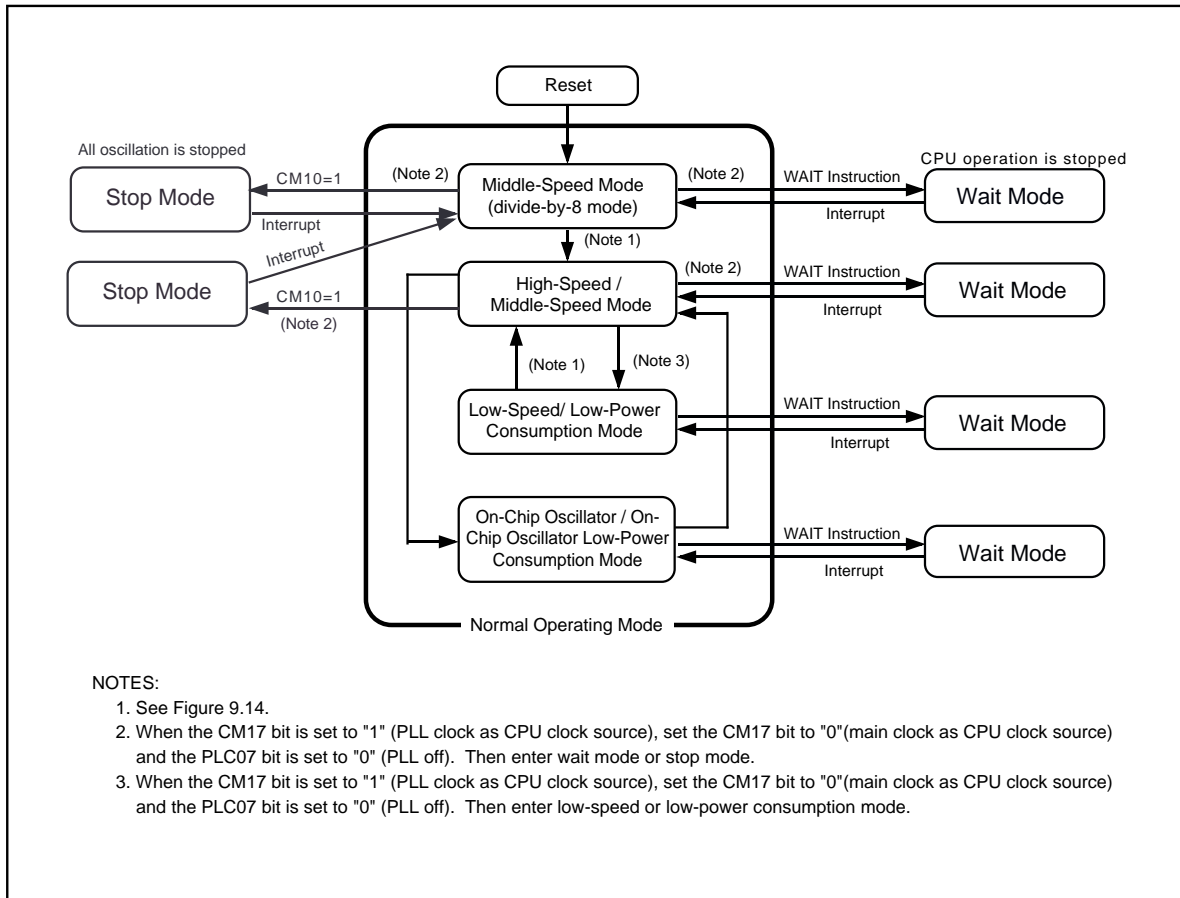 Reset
All oscillation is stopped
CPU operation is stopped
Stop Mode
CM10=1
(Note 2)
Interrupt
Middle-Speed Mode
(divide-by-8 mode)
(Note 2)
WAIT Instruction
Interrupt
Wait Mode
(Note 1)
Interrupt
Stop Mode
CM10=1
(Note 2)
High-Speed /
Middle-Speed Mode
(Note 2)
WAIT Instruction
Interrupt
Wait Mode
(Note 1)
(Note 3)
Low-Speed/ Low-Power
Consumption Mode
WAIT Instruction
Interrupt
Wait Mode
On-Chip Oscillator / On-
Chip Oscillator Low-Power
Consumption Mode
WAIT Instruction
Interrupt
Wait Mode
Normal Operating Mode
NOTES:
1. See Figure 9.14.
2. When the CM17 bit is set to "1" (PLL clock as CPU clock source), set the CM17 bit to "0"(main clock as CPU clock source)
and the PLC07 bit is set to "0" (PLL off).  Then enter wait mode or stop mode.
3. When the CM17 bit is set to "1" (PLL clock as CPU clock source), set the CM17 bit to "0"(main clock as CPU clock source)
and the PLC07 bit is set to "0" (PLL off).  Then enter low-speed or low-power consumption mode.